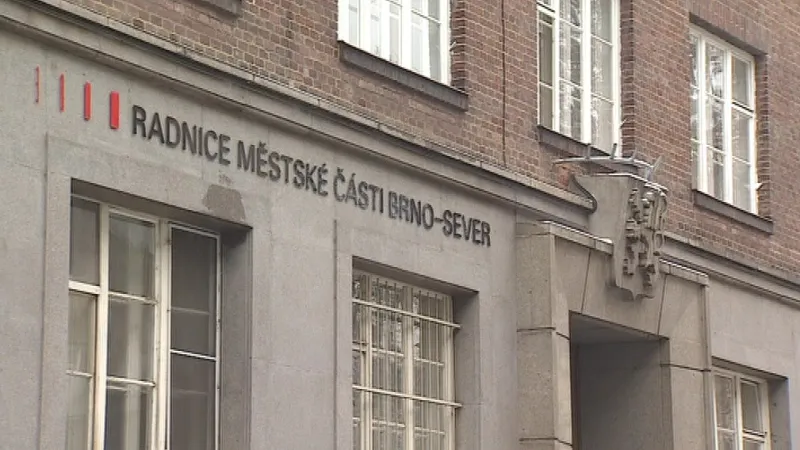 RADNICE MĚSTSKÉ ČÁSTI BRNO-SEVER